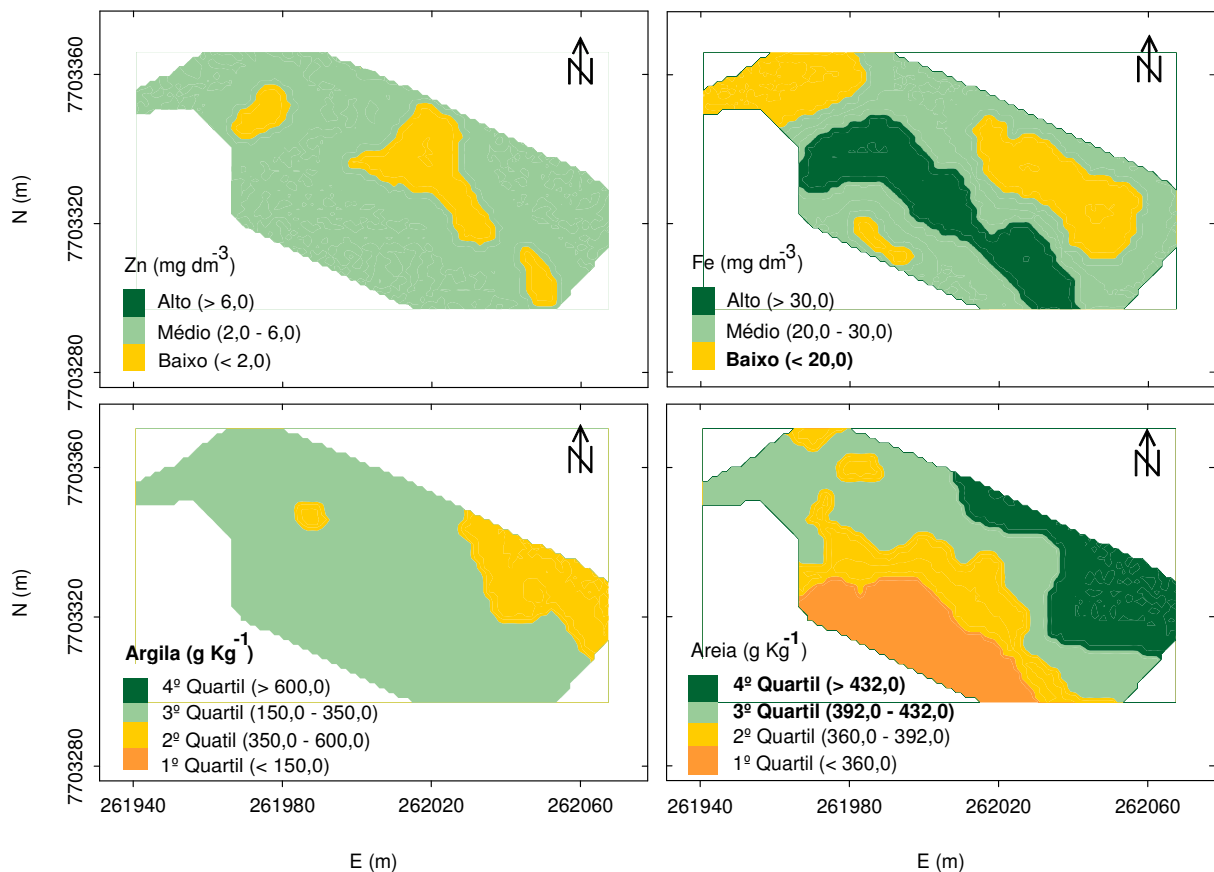 7703360
7703320
7703280
N (m)
N
Zn (mg dm-3)
Alto (> 6,0)
Médio (2,0 - 6,0)
Baixo (< 2,0)
N
Fe (mg dm-3)
Alto (> 30,0)
Médio (20,0 - 30,0)
Baixo (< 20,0)
7703360
7703320
7703280
N (m)
N
Argila (g Kg-1)
4º Quartil (> 600,0)
3º Quartil (150,0 - 350,0)
2º Quatil (350,0 - 600,0)
1º Quartil (< 150,0)
N
Areia (g Kg-1)
4º Quartil (> 432,0)
3º Quartil (392,0 - 432,0)
2º Quartil (360,0 - 392,0)
1º Quartil (< 360,0)
261940 261980 262020 262060
261940 261980 262020 262060
E (m)
E (m)